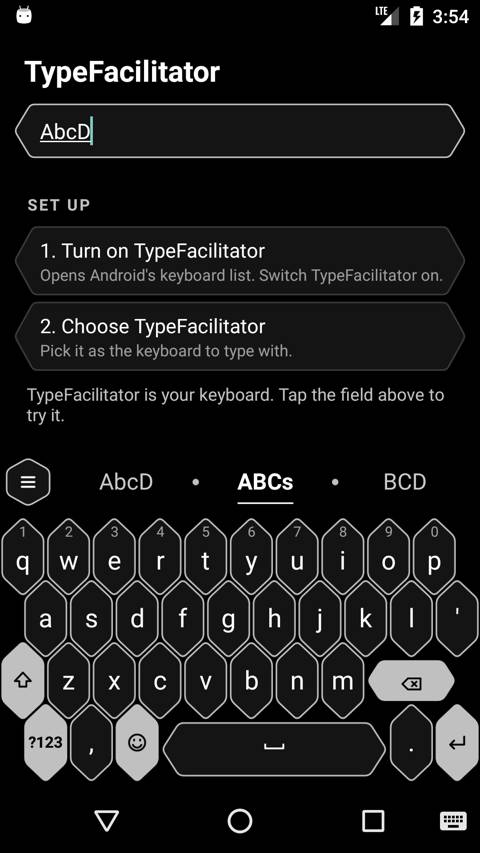 LTE 3:54
TypeFacilitator
AbcD
SET UP
1. Turn on TypeFacilitator
Opens Android's keyboard list. Switch TypeFacilitator on.
2. Choose TypeFacilitator
Pick it as the keyboard to type with.
TypeFacilitator is your keyboard. Tap the field above to
try it.
AbcD • ABCs • BCD
1 2 3 4 5 6 7 8 9 0
q w e r t y u i o p
a s d f g h j k l '
z x c v b n m
?123 , .